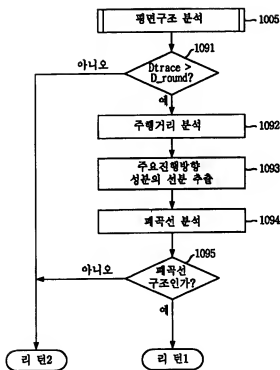 평면구조 분석
1005
1091
아니오
Dtrace >
D_round?
예
주행거리 분석
1092
주요진행방향
성분의 선분 추출
1093
폐곡선 분석
1094
1095
아니오
폐곡선
구조인가?
예
리 턴2
리 턴1